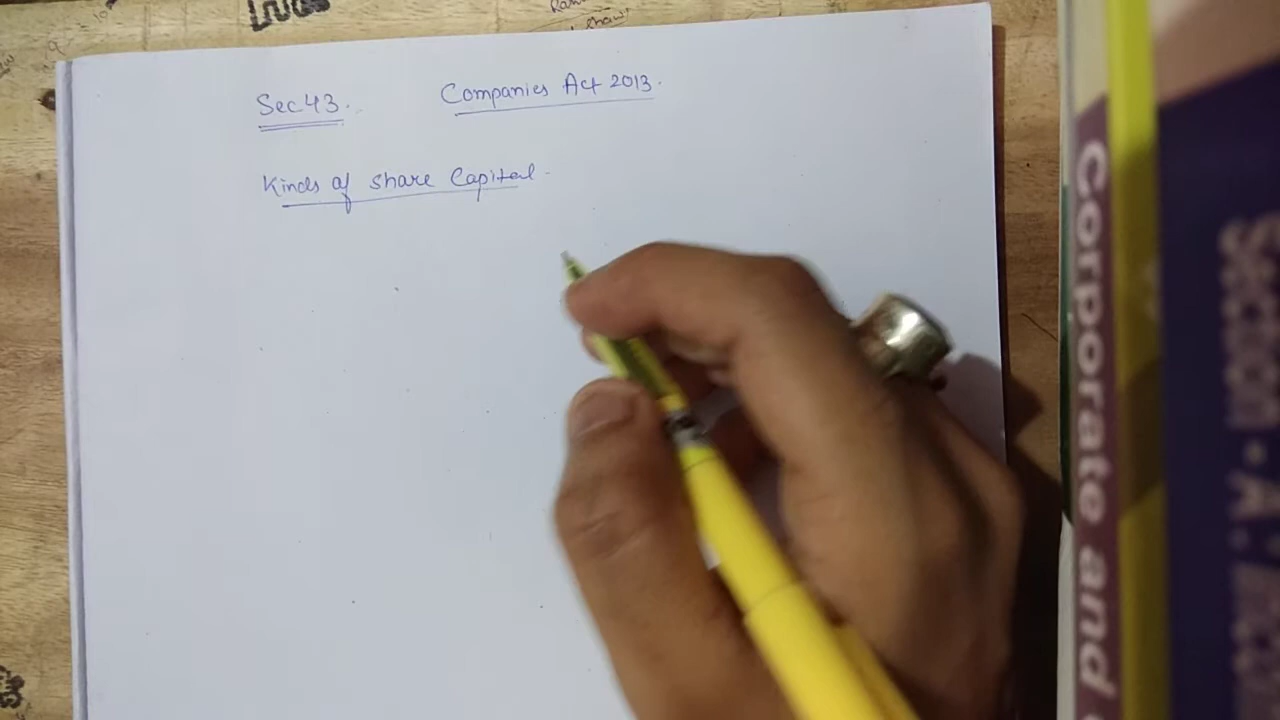 Sec.43. Companies Act 2013.
Kinds of share Capital.
Corporate and